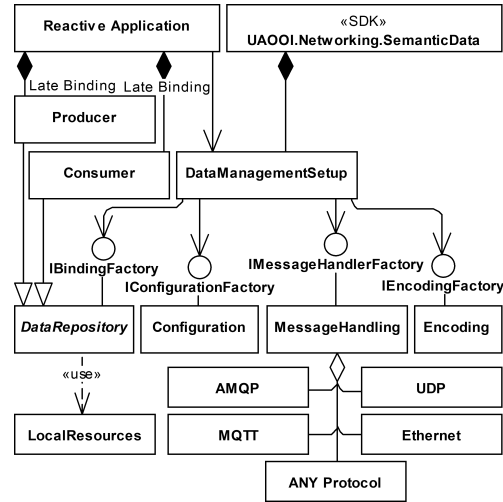 Reactive Application
«SDK»
UAOOI.Networking.SemanticData
Late Binding
Late Binding
Producer
Consumer
DataManagementSetup
IBindingFactory
IMessageHandlerFactory
IConfigurationFactory
IEncodingFactory
DataRepository
Configuration
MessageHandling
Encoding
«use»
AMQP
UDP
LocalResources
MQTT
Ethernet
ANY Protocol